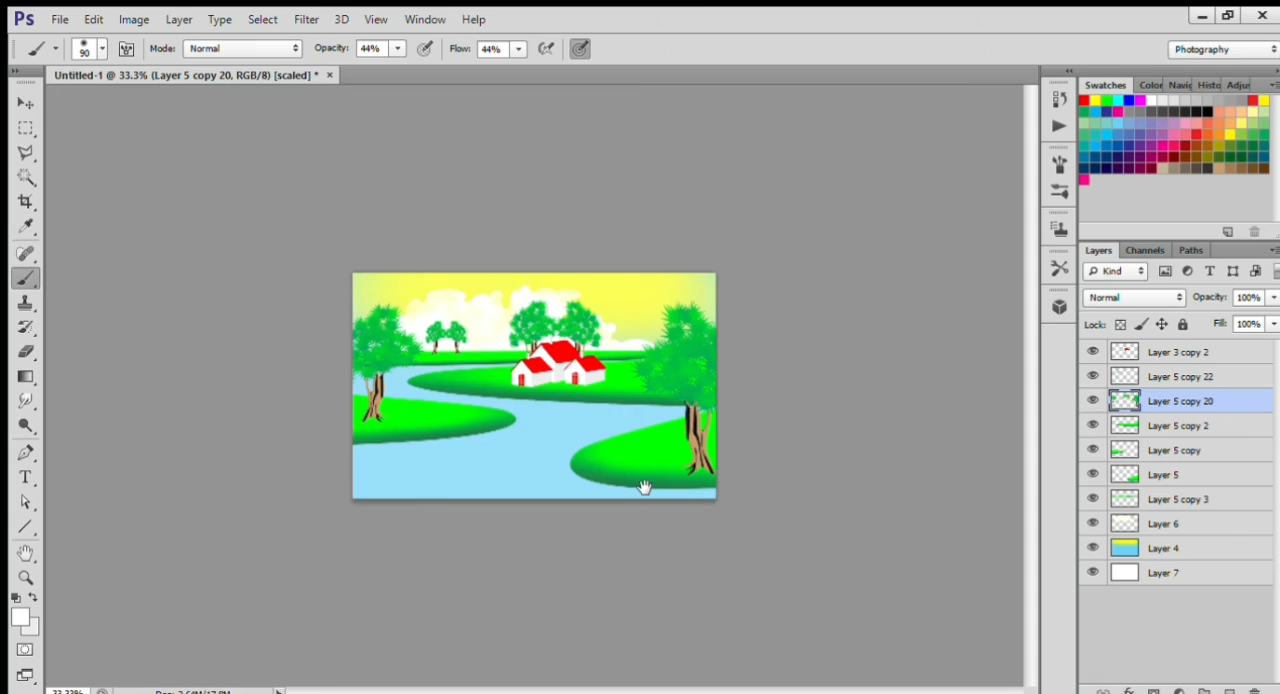 Ps File Edit Image Layer Type Select Filter 3D View Window Help
90 Mode: Normal Opacity: 44% Flow: 44% Photography
Untitled-1 @ 33.3% (Layer 5 copy 20, RGB/8) [scaled] * ×
Swatches Color Navi Histo Adjus
Layers Channels Paths
Kind
Normal Opacity: 100%
Lock: Fill: 100%
Layer 3 copy 2
Layer 5 copy 22
Layer 5 copy 20
Layer 5 copy 2
Layer 5 copy
Layer 5
Layer 5 copy 3
Layer 6
Layer 4
Layer 7